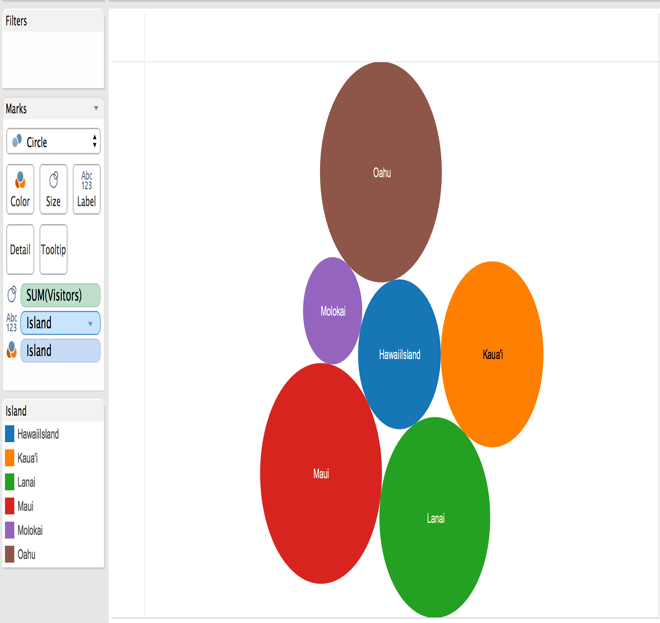 Filters
Marks
Circle
Abc
123
Color Size Label
Detail Tooltip
SUM(Visitors)
Abc
123
Island
Island
Island
HawaiiIsland
Kaua'i
Lanai
Maui
Molokai
Oahu
Oahu
Molokai
HawaiiIsland
Kaua'i
Maui
Lanai